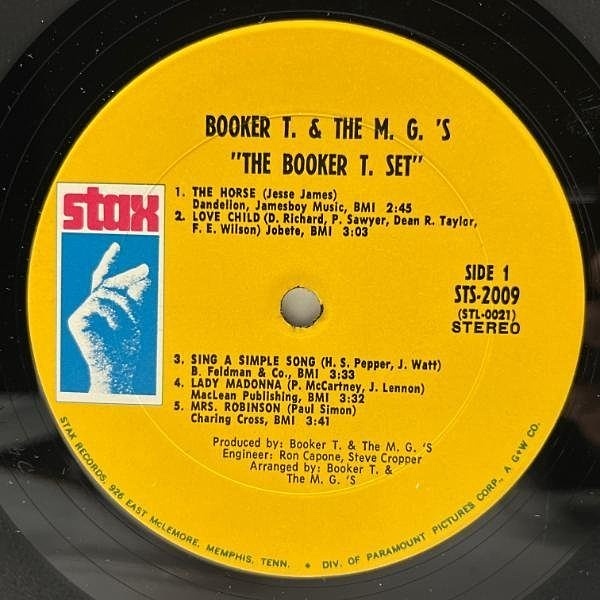 BOOKER T. & THE M. G. 'S
"THE BOOKER T. SET"
stax
1. THE HORSE (Jesse James)
Dandelion, Jamesboy Music, BMI 2:45
2. LOVE CHILD (D. Richard, P. Sawyer, Dean R. Taylor,
F. E. Wilson) Jobete, BMI 3:03
SIDE 1
STS-2009
(STL-0021)
STEREO
3. SING A SIMPLE SONG (H. S. Pepper, J. Watt)
B. Feldman & Co., BMI 3:33
4. LADY MADONNA (P. McCartney, J. Lennon)
MacLean Publishing, BMI 3:32
5. MRS. ROBINSON (Paul Simon)
Charing Cross, BMI 3:41
Produced by: Booker T. & The M. G. 'S
Engineer: Ron Capone, Steve Cropper
Arranged by: Booker T. &
The M. G. 'S
STAX RECORDS, 926 EAST McLEMORE, MEMPHIS, TENN. • DIV. OF PARAMOUNT PICTURES CORP., A G+W CO.